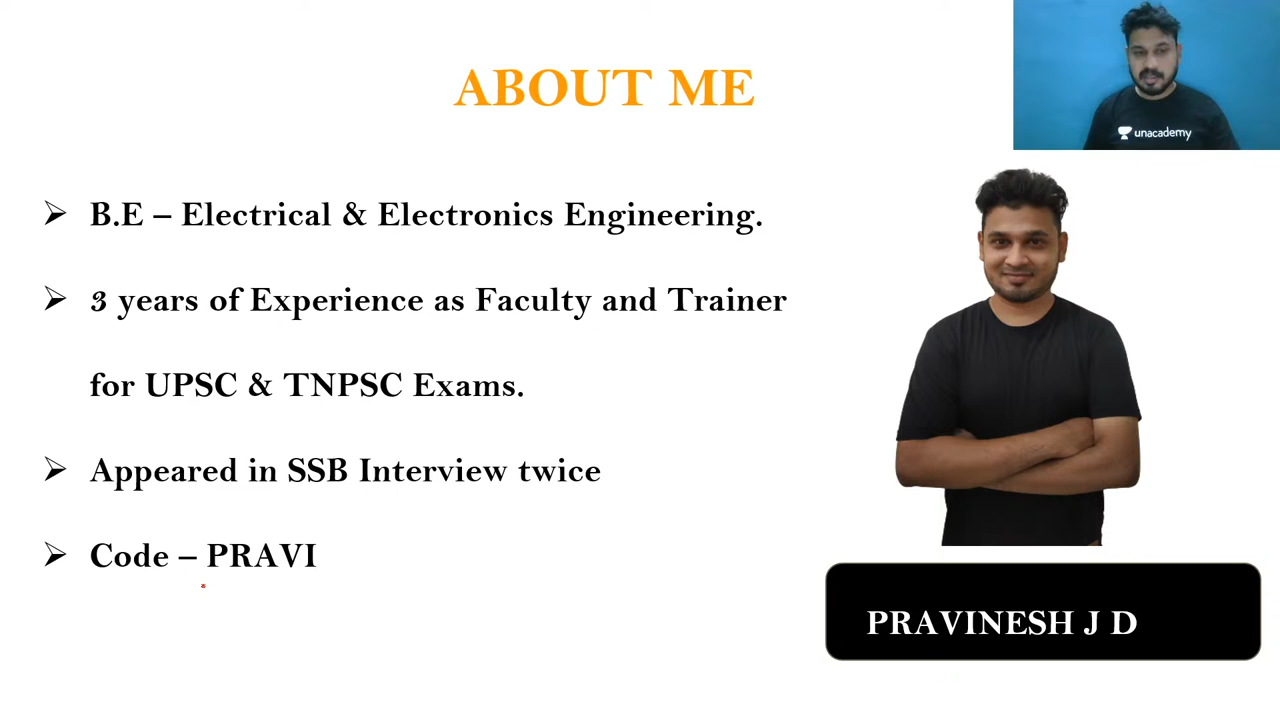 ABOUT ME
unacademy
➢ B.E – Electrical & Electronics Engineering.
➢ 3 years of Experience as Faculty and Trainer
for UPSC & TNPSC Exams.
➢ Appeared in SSB Interview twice
➢ Code – PRAVI
PRAVINESH J D